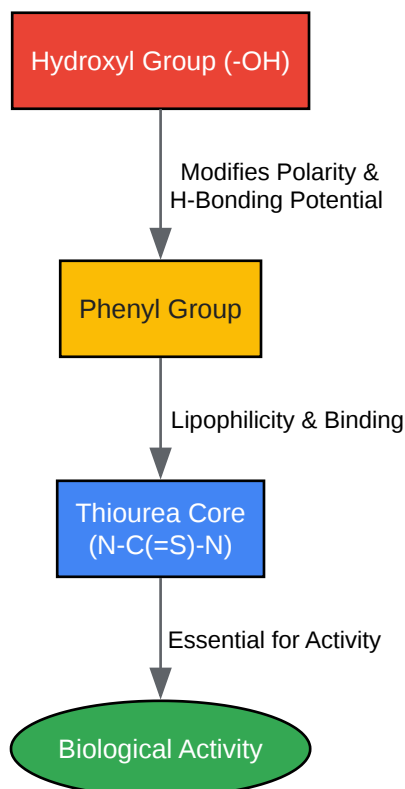 Hydroxyl Group (-OH)
Modifies Polarity &
H-Bonding Potential
Phenyl Group
Lipophilicity & Binding
Thiourea Core
(N-C(=S)-N)
Essential for Activity
Biological Activity